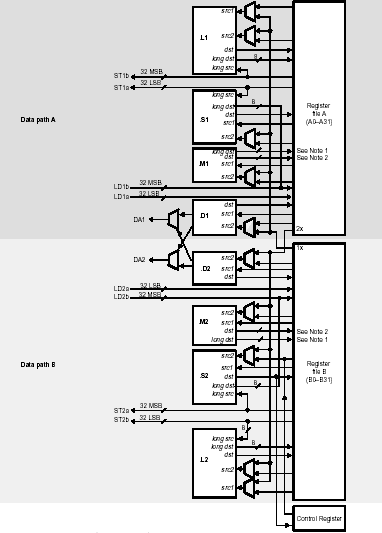 src1
.L1
src2
dst
long dst
8
long src
32 MSB
ST1b
32 LSB
ST1a
long src
8
long dst
Register
file A
(A0–A31)
Data path A
.S1
dst
src1
src2
long dst
See Note 1
dst
See Note 2
.M1
src1
src2
32 MSB
LD1b
32 LSB
LD1a
dst
DA1
.D1
src1
src2
2x
1x
src2
DA2
.D2
src1
dst
32 LSB
LD2a
32 MSB
LD2b
src2
.M2
src1
dst
See Note 2
long dst
See Note 1
src2
Data path B
src1
Register
file B
(B0–B31)
.S2
dst
8
long dst
long src
32 MSB
ST2a
32 LSB
ST2b
8
long src
long dst
8
dst
.L2
src2
src1
Control Register